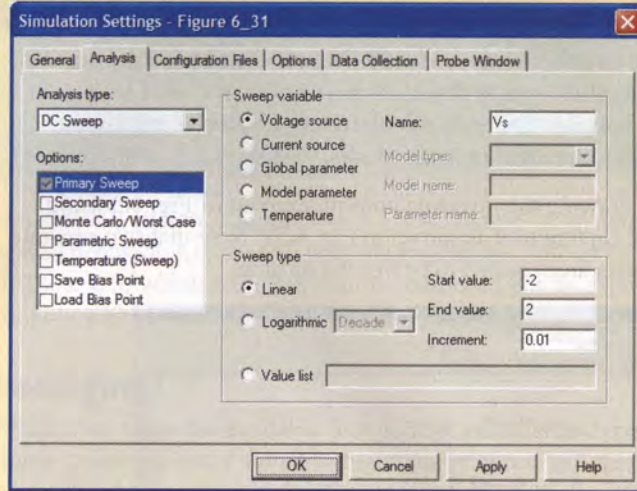 Simulation Settings - Figure 6_31
General Analysis Configuration Files Options Data Collection Probe Window
Analysis type:
DC Sweep
Options:
Primary Sweep
Secondary Sweep
Monte Carlo/Worst Case
Parametric Sweep
Temperature (Sweep)
Save Bias Point
Load Bias Point
Sweep variable
Voltage source
Current source
Global parameter
Model parameter
Temperature
Name: Vs
Model type:
Model name:
Parameter name:
Sweep type
Linear
Logarithmic Decade
Value list
Start value: -2
End value: 2
Increment: 0.01
OK Cancel Apply Help